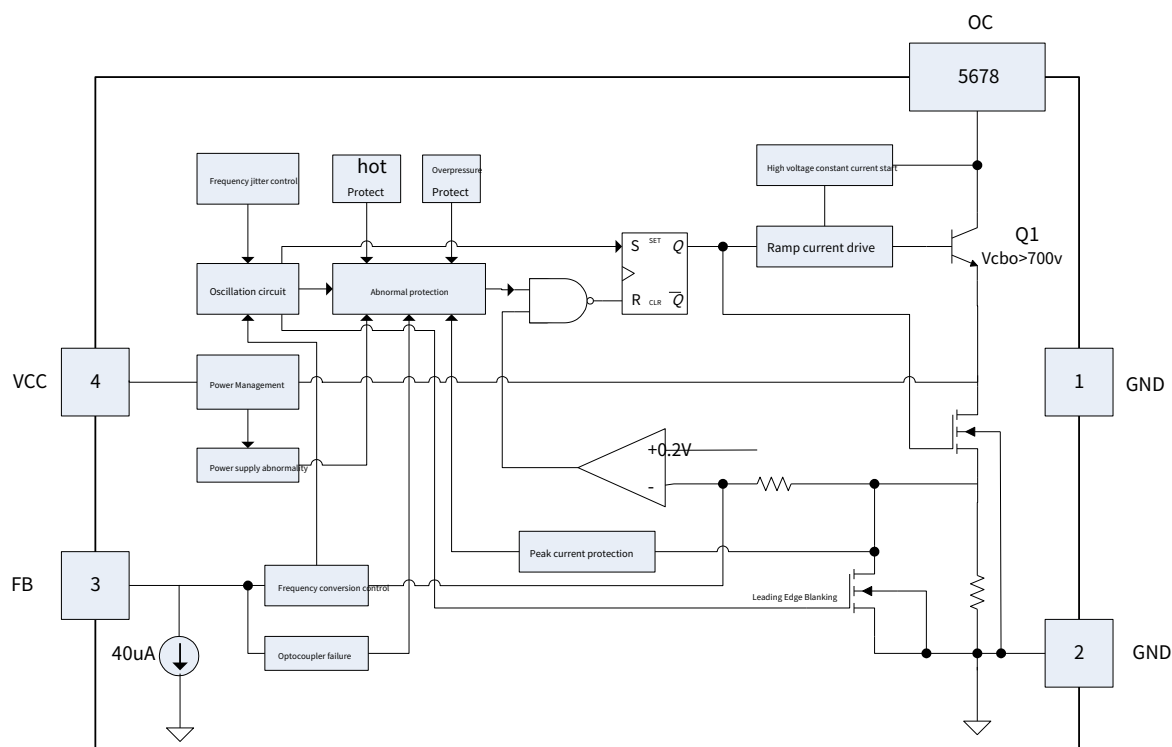 OC
5678
Frequency jitter control
hot
Protect
Overpressure
Protect
High voltage constant current start
S
SET
Q
Ramp current drive
Q1
Vcbo>700v
Oscillation circuit
Abnormal protection
R
CLR
Q̅
VCC
4
Power Management
1
GND
Power supply abnormality
+0.2V
-
Peak current protection
FB
3
Frequency conversion control
Leading Edge Blanking
40uA
Optocoupler failure
2
GND